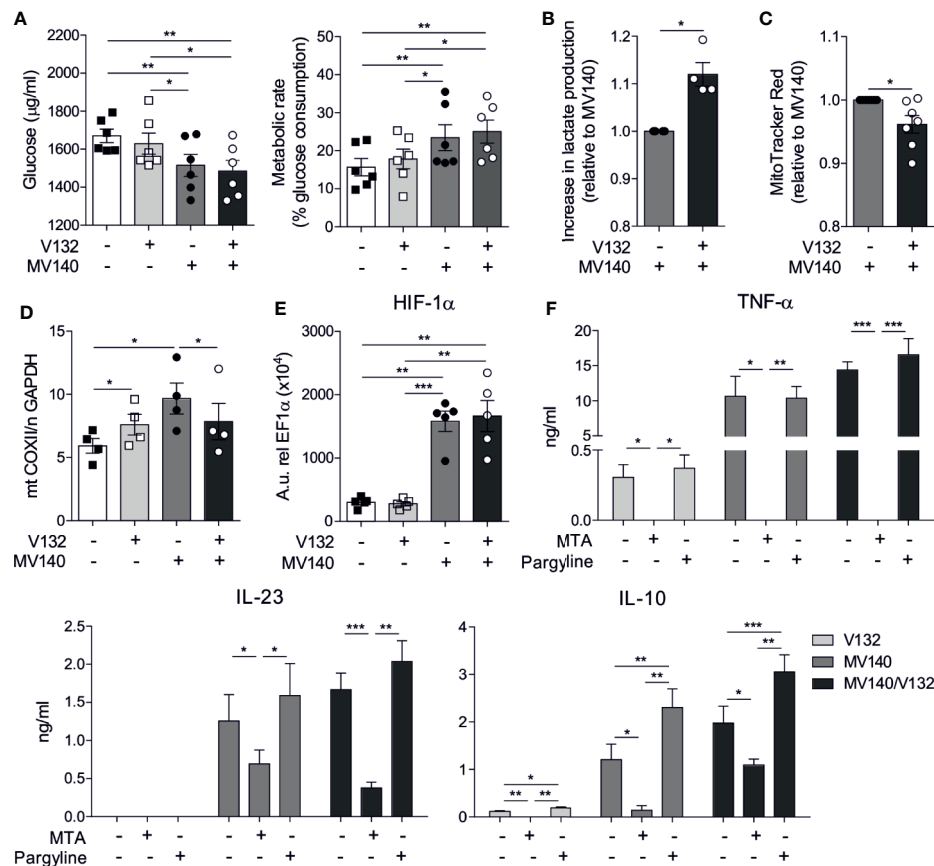 A
Glucose (μg/ml)
2200
2000
1800
1600
1400
1200
** 
*
**
*
V132 - + - +
MV140 - - + +
Metabolic rate
(% glucose consumption)
50
40
30
20
10
0
**
*
**
*
- + - +
- - + +
B
Increase in lactate production
(relative to MV140)
1.2
1.1
1.0
0.9
0.8
*
V132 - +
MV140 + +
C
MitoTracker Red
(relative to MV140)
1.1
1.0
0.9
0.8
*
V132 - +
MV140 + +
D
mt COXII/n GAPDH
15
10
5
0
* *
*
V132 - + - +
MV140 - - + +
E
HIF-1α
A.u. rel EF1α (x10⁴)
3000
2000
1000
0
**
**
**
***
V132 - + - +
MV140 - - + +
F
TNF-α
ng/ml
20
15
10
5
0.5
0.0
* * * ** *** ***
MTA - + - - + - - + -
Pargyline - - + - - + - - +
IL-23
ng/ml
2.5
2.0
1.5
1.0
0.5
0.0
* * *** **
MTA - + - - + - - + -
Pargyline - - + - - + - - +
IL-10
4
3
2
1
0
*
** **
**
* **
***
* **
- + - - + - - + -
- - + - - + - - +
V132
MV140
MV140/V132